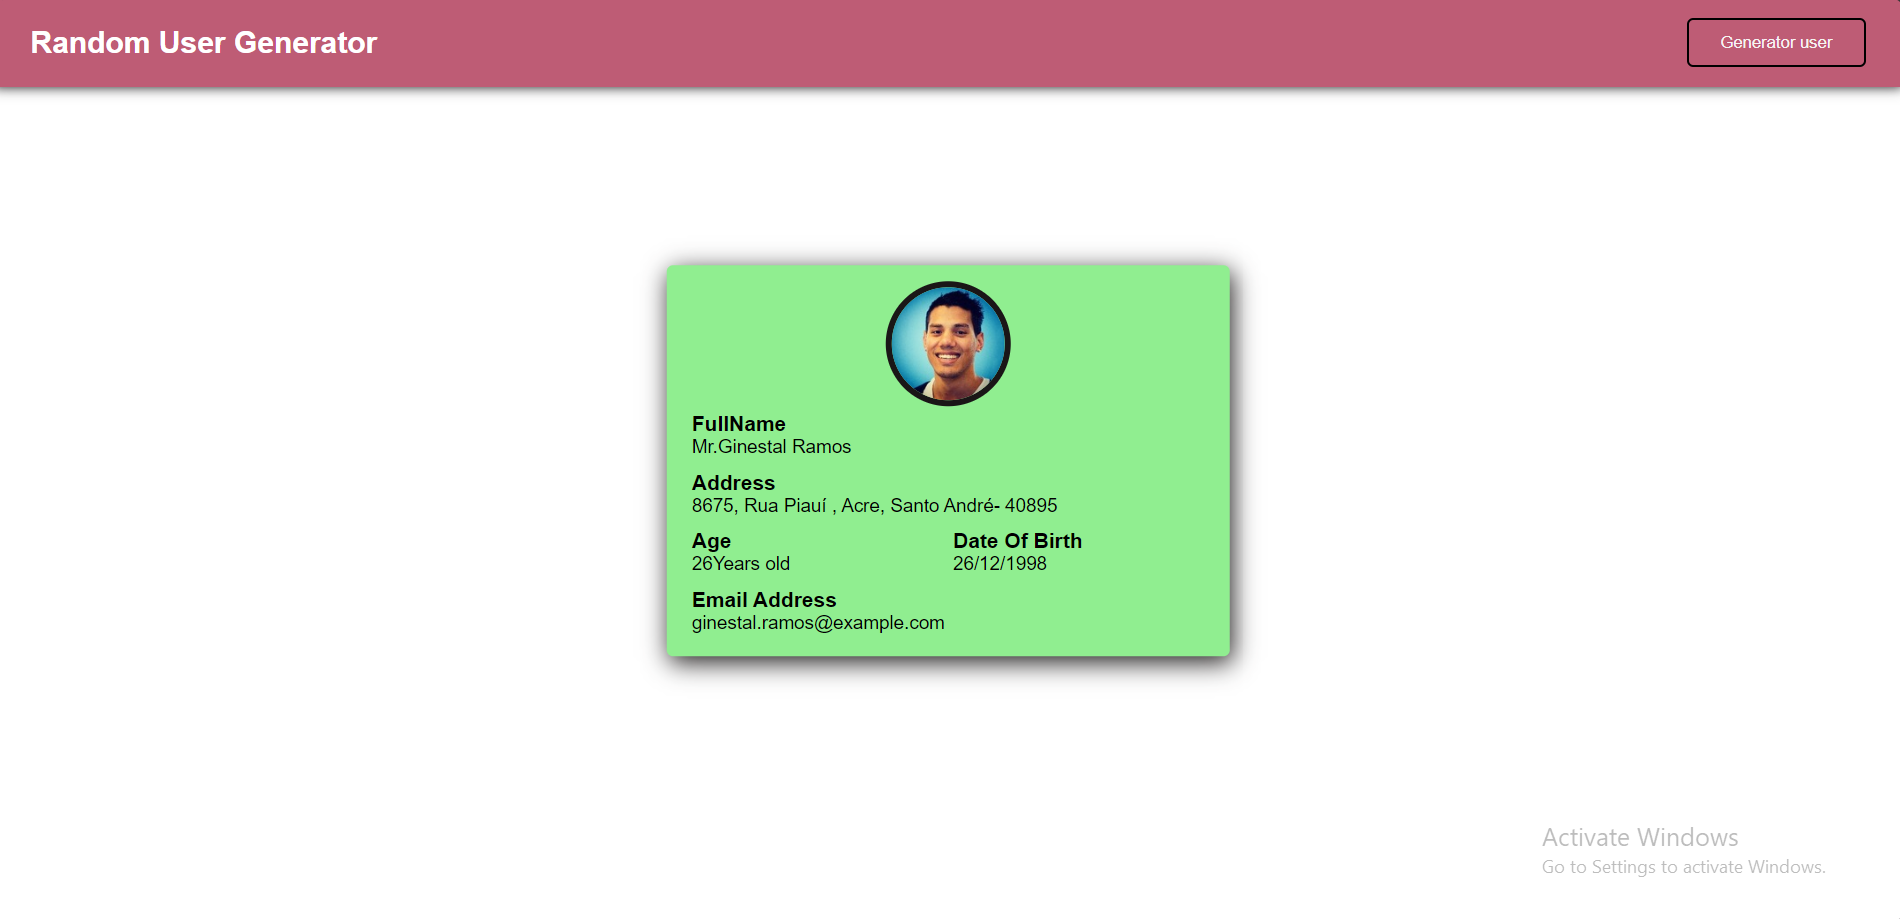 Random User Generator
Generator user
FullName
Mr.Ginestal Ramos
Address
8675, Rua Piauí , Acre, Santo André- 40895
Age
Date Of Birth
26Years old
26/12/1998
Email Address
ginestal.ramos@example.com
Activate Windows
Go to Settings to activate Windows.